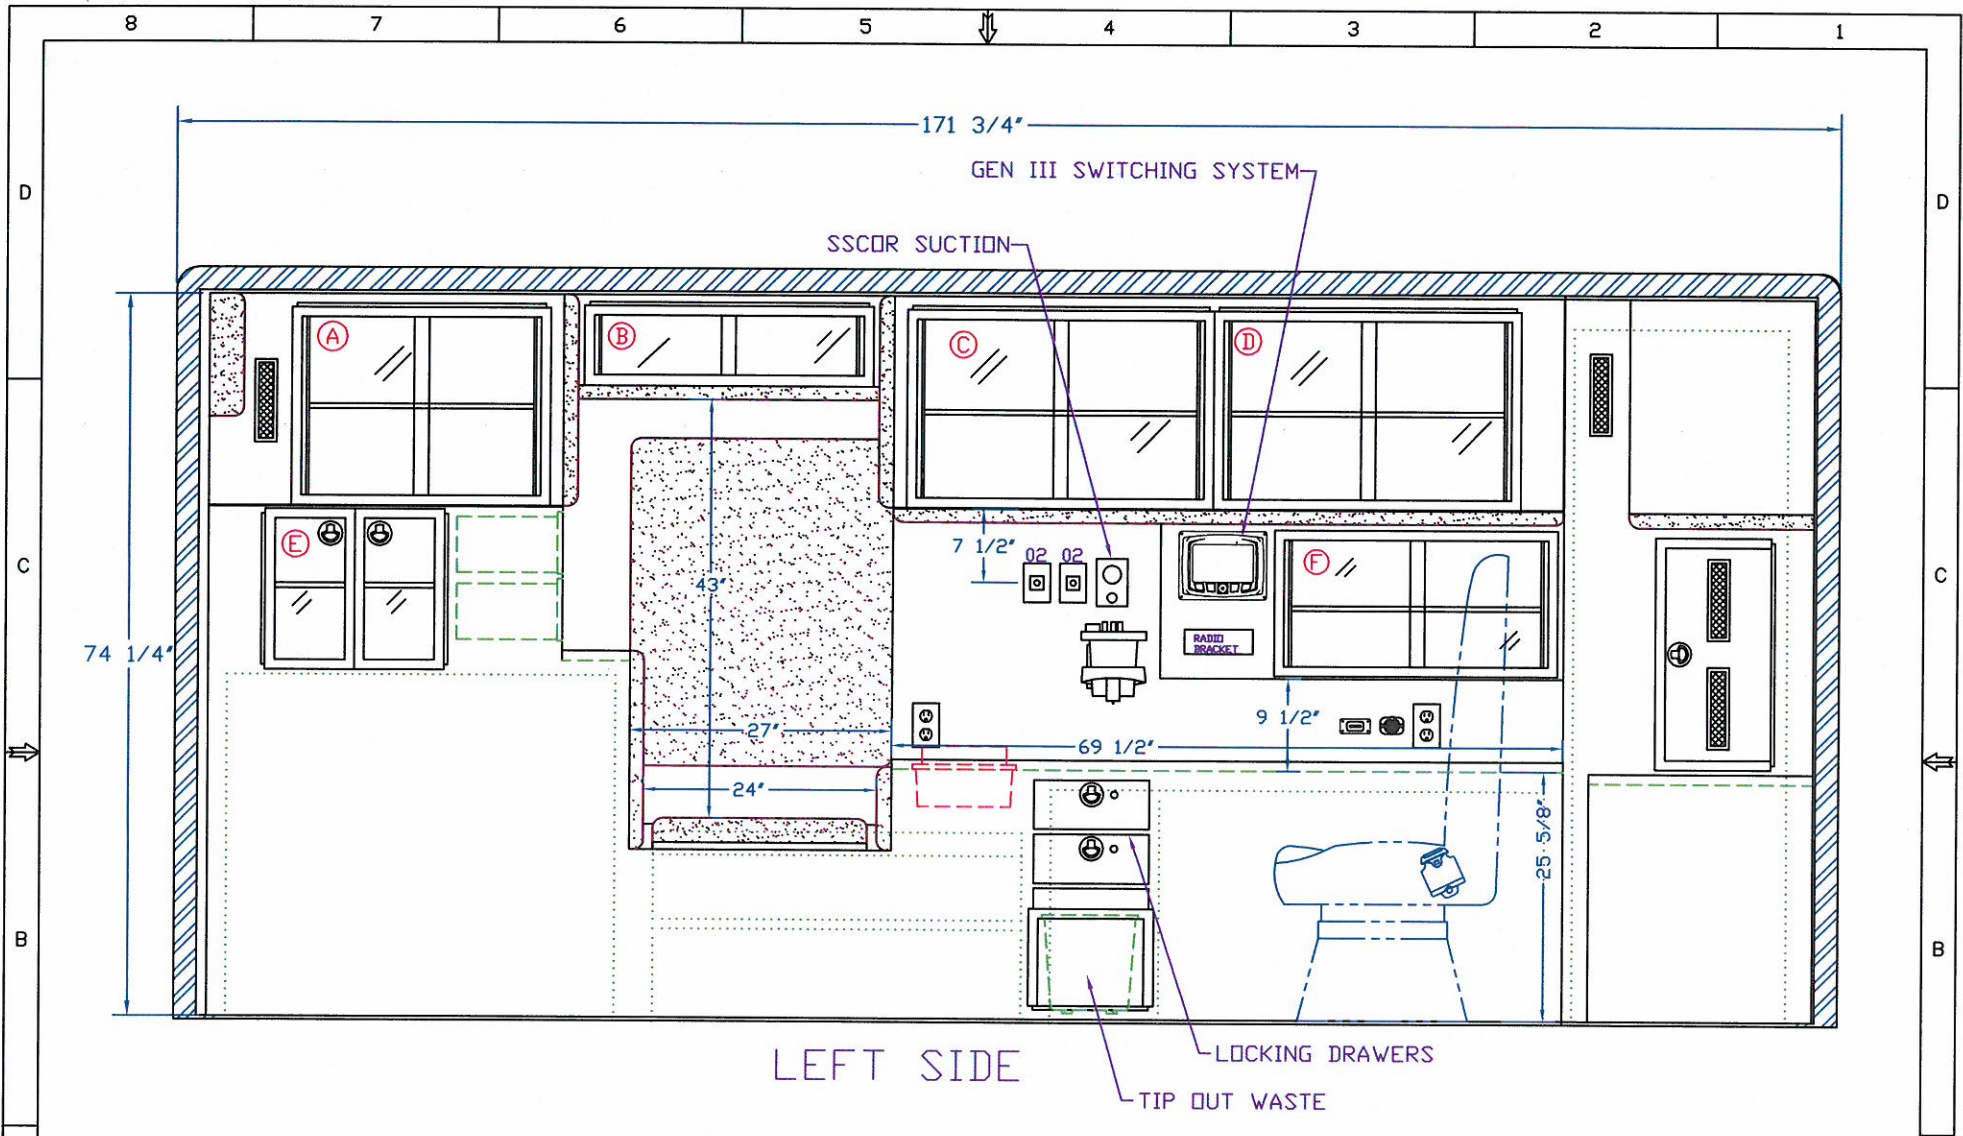 8 7 6 5 4 3 2 1
171 3/4"
GEN III SWITCHING SYSTEM
D D
SSCOR SUCTION
A B C D
7 1/2"
02 02
E
F
C C
43"
RADIO
BRACKET
74 1/4"
9 1/2"
27"
69 1/2"
24"
25 5/8"
B B
LEFT SIDE
LOCKING DRAWERS
TIP OUT WASTE